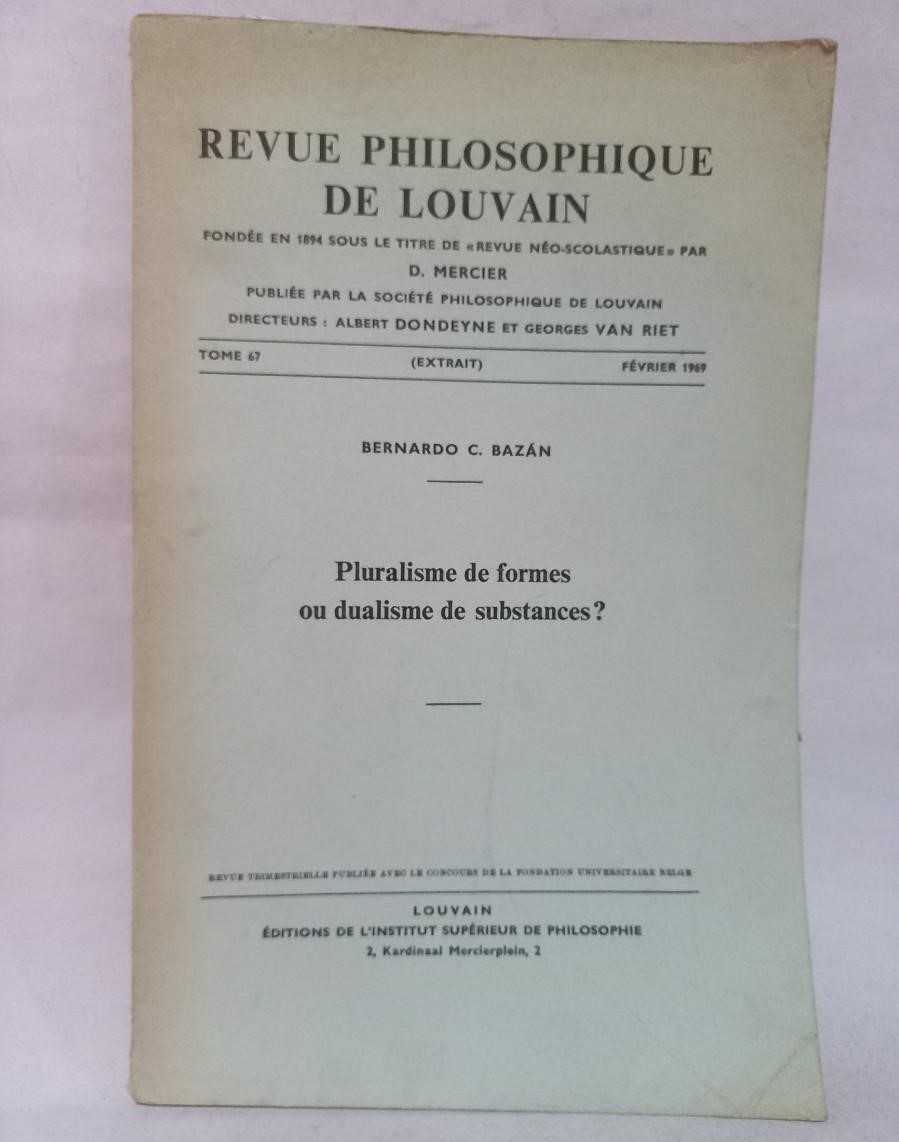 REVUE PHILOSOPHIQUE
DE LOUVAIN
FONDÉE EN 1894 SOUS LE TITRE DE «REVUE NÉO-SCOLASTIQUE» PAR
D. MERCIER
PUBLIÉE PAR LA SOCIÉTÉ PHILOSOPHIQUE DE LOUVAIN
DIRECTEURS : ALBERT DONDEYNE ET GEORGES VAN RIET
TOME 67 (EXTRAIT) FÉVRIER 1969
BERNARDO C. BAZÁN
Pluralisme de formes
ou dualisme de substances?
REVUE TRIMESTRIELLE PUBLIÉE AVEC LE CONCOURS DE LA FONDATION UNIVERSITAIRE BELGE
LOUVAIN
ÉDITIONS DE L'INSTITUT SUPÉRIEUR DE PHILOSOPHIE
2, Kardinaal Mercierplein, 2